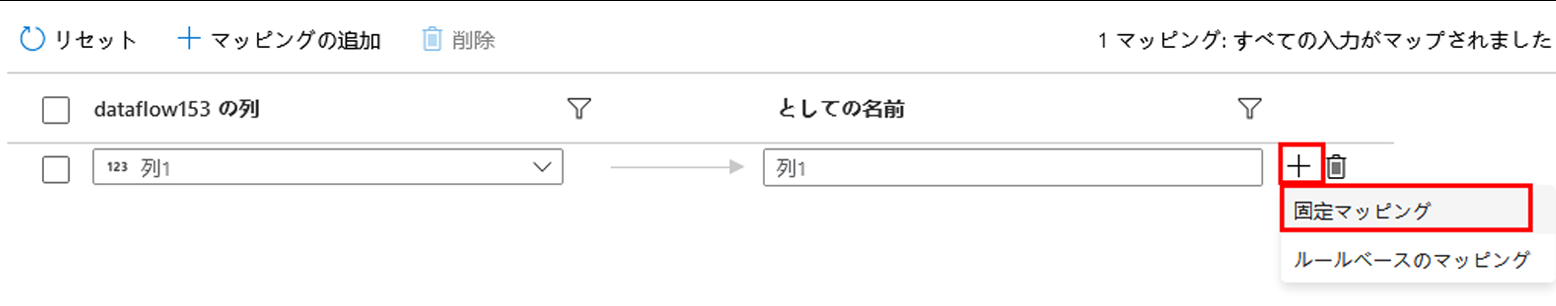 リセット マッピングの追加 削除 1 マッピング: すべての入力がマップされました
dataflow153 の列 としての名前
123 列1 列1
固定マッピング
ルールベースのマッピング